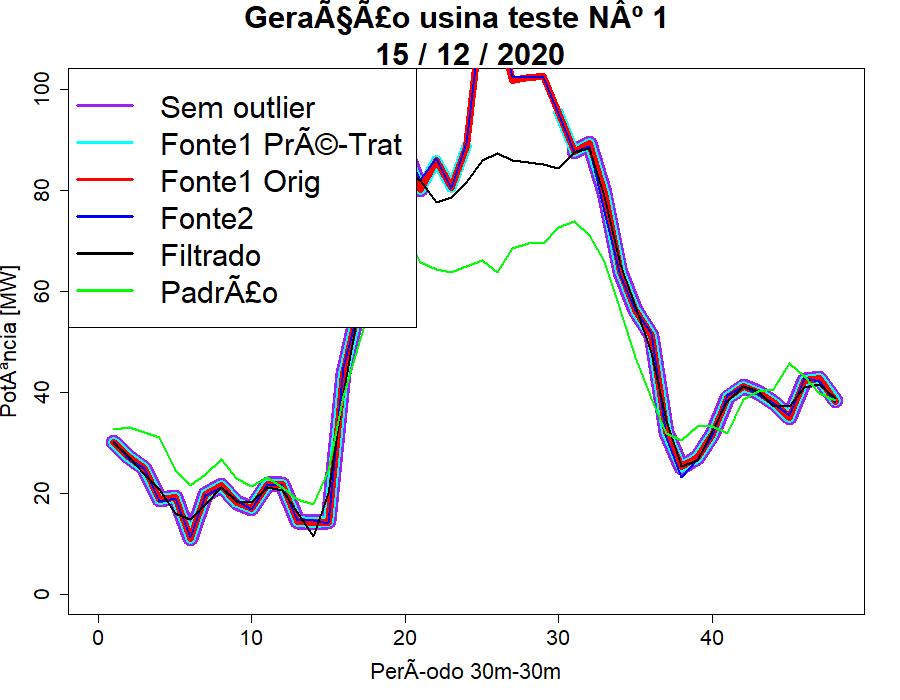 GeraÃ§Ã£o usina teste NÂº 1
15 / 12 / 2020
Sem outlier
Fonte1 PrÃ©-Trat
Fonte1 Orig
Fonte2
Filtrado
PadrÃ£o
PotÃªncia [MW]
100
80
60
40
20
0
0 10 20 30 40
PerÃ-odo 30m-30m